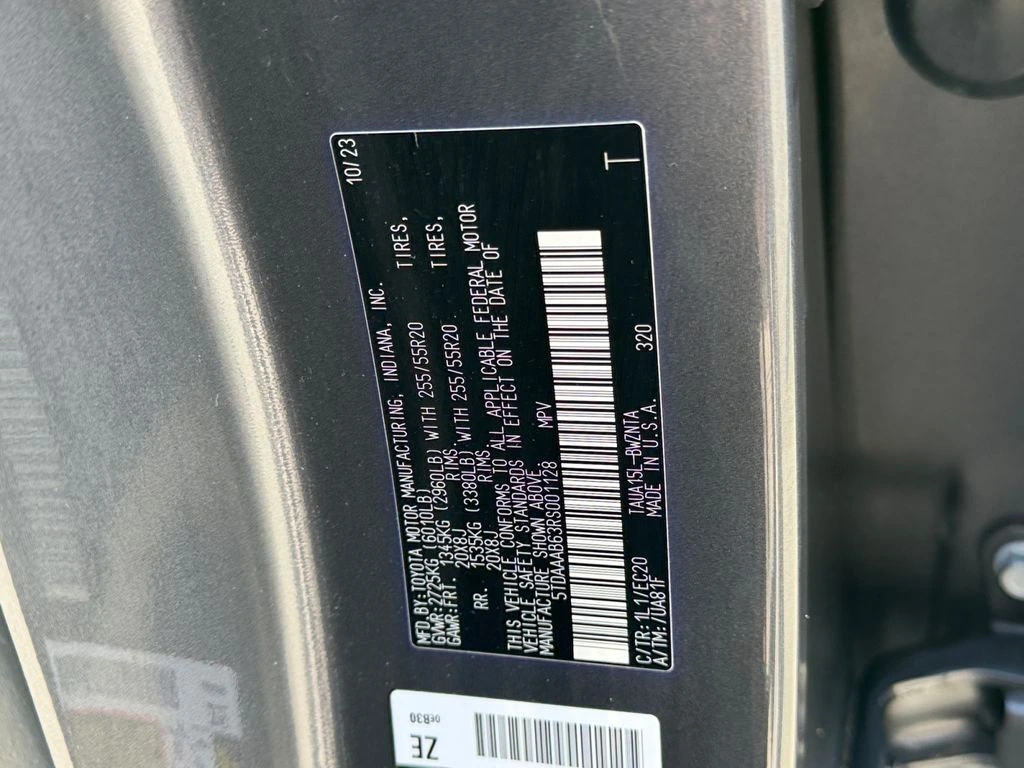 MFD.BY:TOYOTA MOTOR MANUFACTURING, INDIANA, INC. 10/23
GVWR:2725KG (6010LB)
GAWR:FRT. 1345KG (2960LB) WITH 255/55R20 TIRES,
20X8J RIMS,
RR. 1535KG (3380LB) WITH 255/55R20 TIRES,
20X8J RIMS
THIS VEHICLE CONFORMS TO ALL APPLICABLE FEDERAL MOTOR
VEHICLE SAFETY STANDARDS IN EFFECT ON THE DATE OF
MANUFACTURE SHOWN ABOVE.
5TDAAAB63RS001128 MPV
T
C/TR:1L1/EC20 TAUA15L-BWZNTA 320
A/TM:/UA81F MADE IN U.S.A.
ZE
0EB30